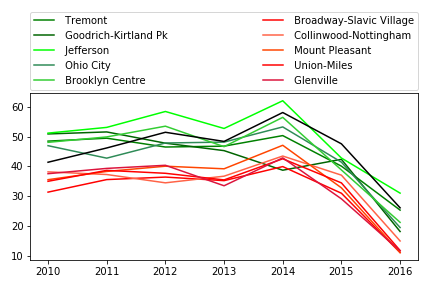 Tremont
Goodrich-Kirtland Pk
Jefferson
Ohio City
Brooklyn Centre
Broadway-Slavic Village
Collinwood-Nottingham
Mount Pleasant
Union-Miles
Glenville
60
50
40
30
20
10
2010 2011 2012 2013 2014 2015 2016